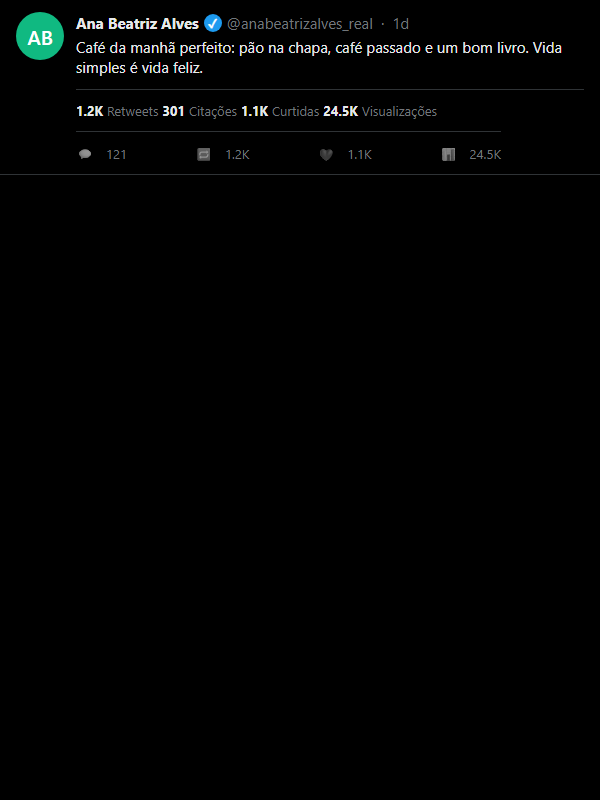 AB
Ana Beatriz Alves @anabeatrizalves_real · 1d
Café da manhã perfeito: pão na chapa, café passado e um bom livro. Vida
simples é vida feliz.
1.2K Retweets 301 Citações 1.1K Curtidas 24.5K Visualizações
121 1.2K 1.1K 24.5K